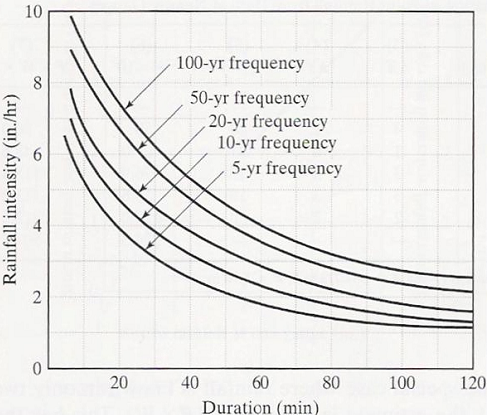 10
8
6
4
2
0
Rainfall intensity (in./hr)
100-yr frequency
50-yr frequency
20-yr frequency
10-yr frequency
5-yr frequency
20
40
60
80
100
120
Duration (min)